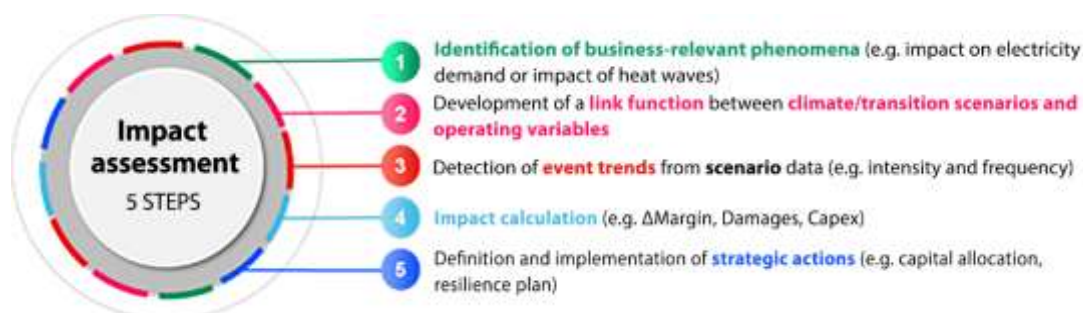 Impact
assessment
5 STEPS
1
Identification of business-relevant phenomena (e.g. impact on electricity
demand or impact of heat waves)
2
Development of a link function between climate/transition scenarios and
operating variables
3
Detection of event trends from scenario data (e.g. intensity and frequency)
4
Impact calculation (e.g. ΔMargin, Damages, Capex)
5
Definition and implementation of strategic actions (e.g. capital allocation,
resilience plan)